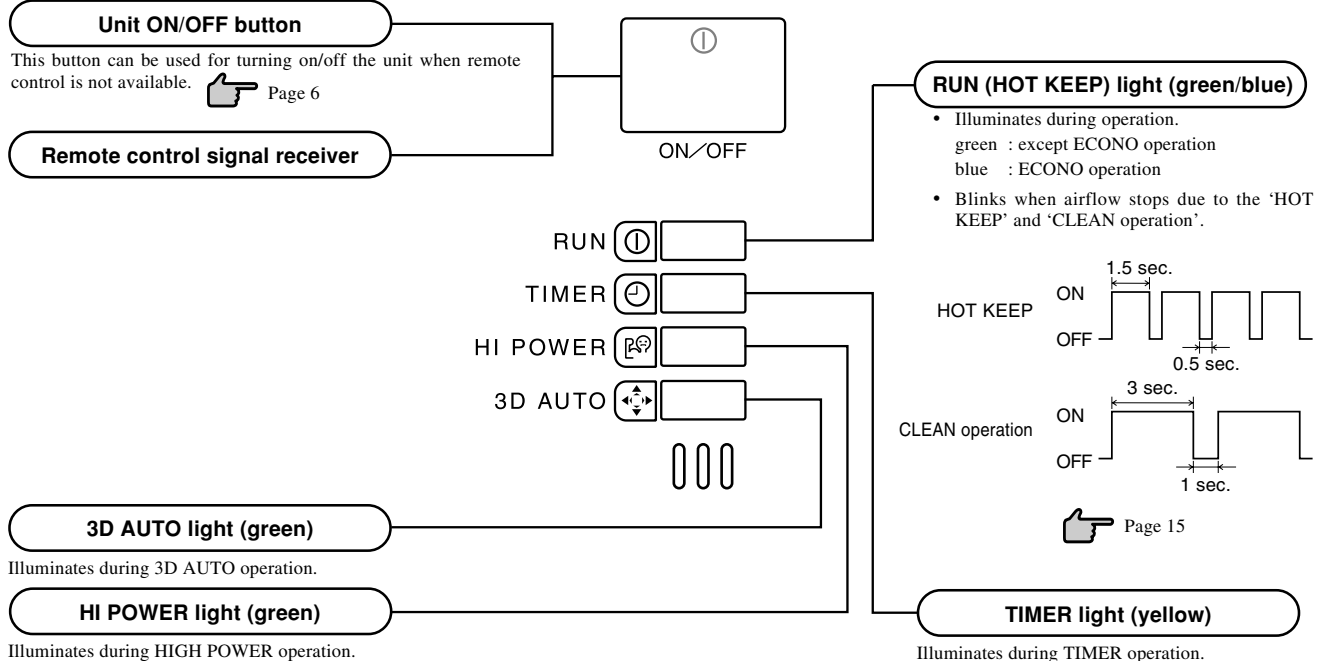 Unit ON/OFF button
This button can be used for turning on/off the unit when remote
control is not available.
Page 6
Remote control signal receiver
ON/OFF
RUN
TIMER
HI POWER
3D AUTO
3D AUTO light (green)
Illuminates during 3D AUTO operation.
HI POWER light (green)
Illuminates during HIGH POWER operation.
RUN (HOT KEEP) light (green/blue)
• Illuminates during operation.
green : except ECONO operation
blue : ECONO operation
• Blinks when airflow stops due to the ‘HOT
KEEP’ and ‘CLEAN operation’.
1.5 sec.
HOT KEEP
ON
OFF
0.5 sec.
3 sec.
CLEAN operation
ON
OFF
1 sec.
Page 15
TIMER light (yellow)
Illuminates during TIMER operation.